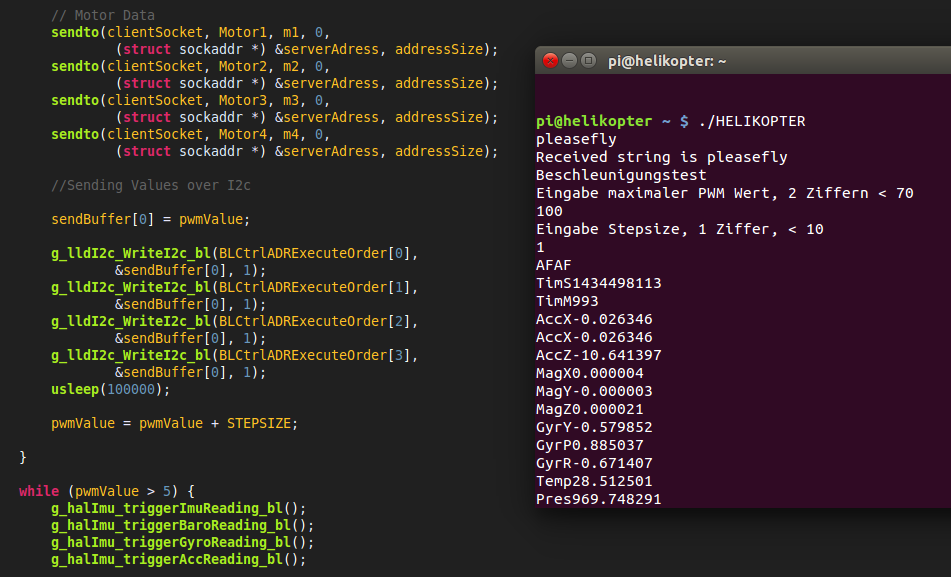 // Motor Data
sendto(clientSocket, Motor1, m1, 0,
(struct sockaddr *) &serverAdress, addressSize);
sendto(clientSocket, Motor2, m2, 0,
(struct sockaddr *) &serverAdress, addressSize);
sendto(clientSocket, Motor3, m3, 0,
(struct sockaddr *) &serverAdress, addressSize);
sendto(clientSocket, Motor4, m4, 0,
(struct sockaddr *) &serverAdress, addressSize);
//Sending Values over I2c
sendBuffer[0] = pwmValue;
g_lldI2c_WriteI2c_bl(BLCtrlADRExecuteOrder[0],
&sendBuffer[0], 1);
g_lldI2c_WriteI2c_bl(BLCtrlADRExecuteOrder[1],
&sendBuffer[0], 1);
g_lldI2c_WriteI2c_bl(BLCtrlADRExecuteOrder[2],
&sendBuffer[0], 1);
g_lldI2c_WriteI2c_bl(BLCtrlADRExecuteOrder[3],
&sendBuffer[0], 1);
usleep(100000);
pwmValue = pwmValue + STEPSIZE;
}
while (pwmValue > 5) {
g_halImu_triggerImuReading_bl();
g_halImu_triggerBaroReading_bl();
g_halImu_triggerGyroReading_bl();
g_halImu_triggerAccReading_bl();
pi@helikopter: ~
pi@helikopter ~ $ ./HELIKOPTER
pleasefly
Received string is pleasefly
Beschleunigungstest
Eingabe maximaler PWM Wert, 2 Ziffern < 70
100
Eingabe Stepsize, 1 Ziffer, < 10
1
AFAF
TimS1434498113
TimM993
AccX-0.026346
AccX-0.026346
AccZ-10.641397
MagX0.000004
MagY-0.000003
MagZ0.000021
GyrY-0.579852
GyrP0.885037
GyrR-0.671407
Temp28.512501
Pres969.748291